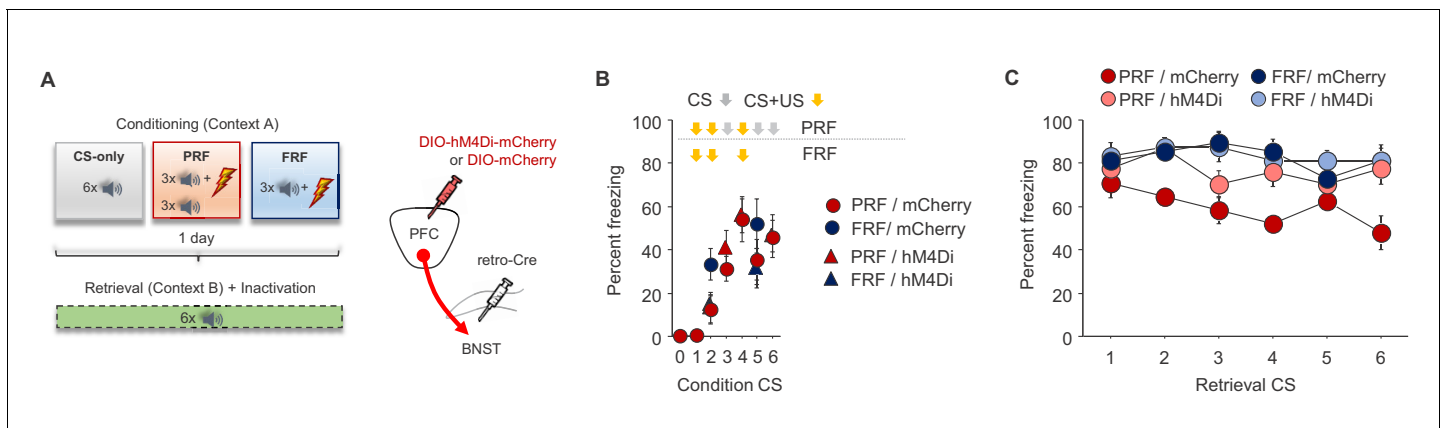 A
Conditioning (Context A)
CS-only
6x
PRF
3x +
3x
FRF
3x +
1 day
Retrieval (Context B) + Inactivation
6x
DIO-hM4Di-mCherry
or DIO-mCherry
PFC
retro-Cre
BNST
B
CS CS+US
PRF
FRF
Percent freezing
100
80
60
40
20
0
0 1 2 3 4 5 6
Condition CS
PRF / mCherry
FRF/ mCherry
PRF / hM4Di
FRF / hM4Di
C
PRF / mCherry FRF/ mCherry
PRF / hM4Di FRF / hM4Di
Percent freezing
100
80
60
40
20
0
1 2 3 4 5 6
Retrieval CS